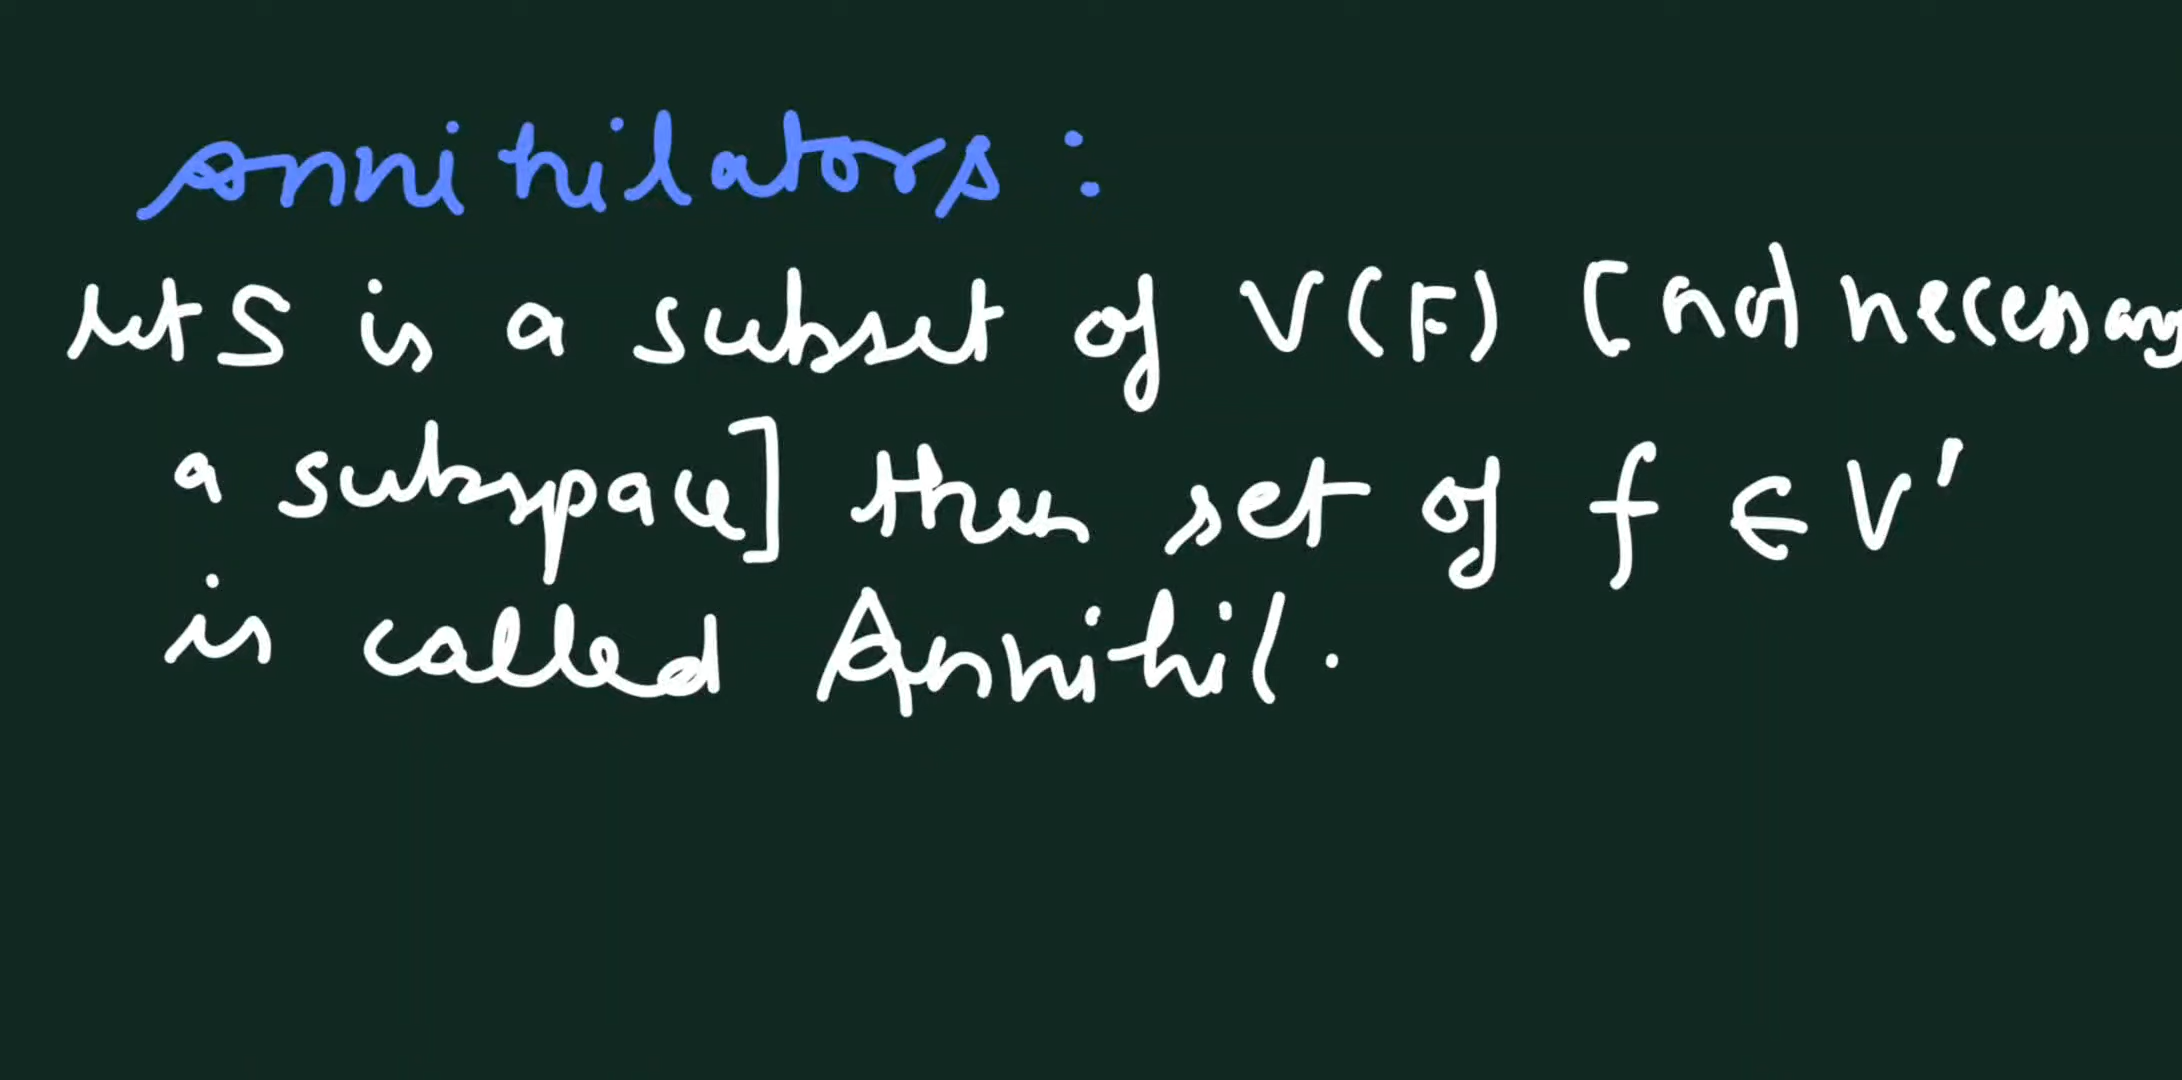 Annihilators :
Let S is a subset of V(F) [not necessary
a subspace] then set of f ∈ V'
is called Annihil.